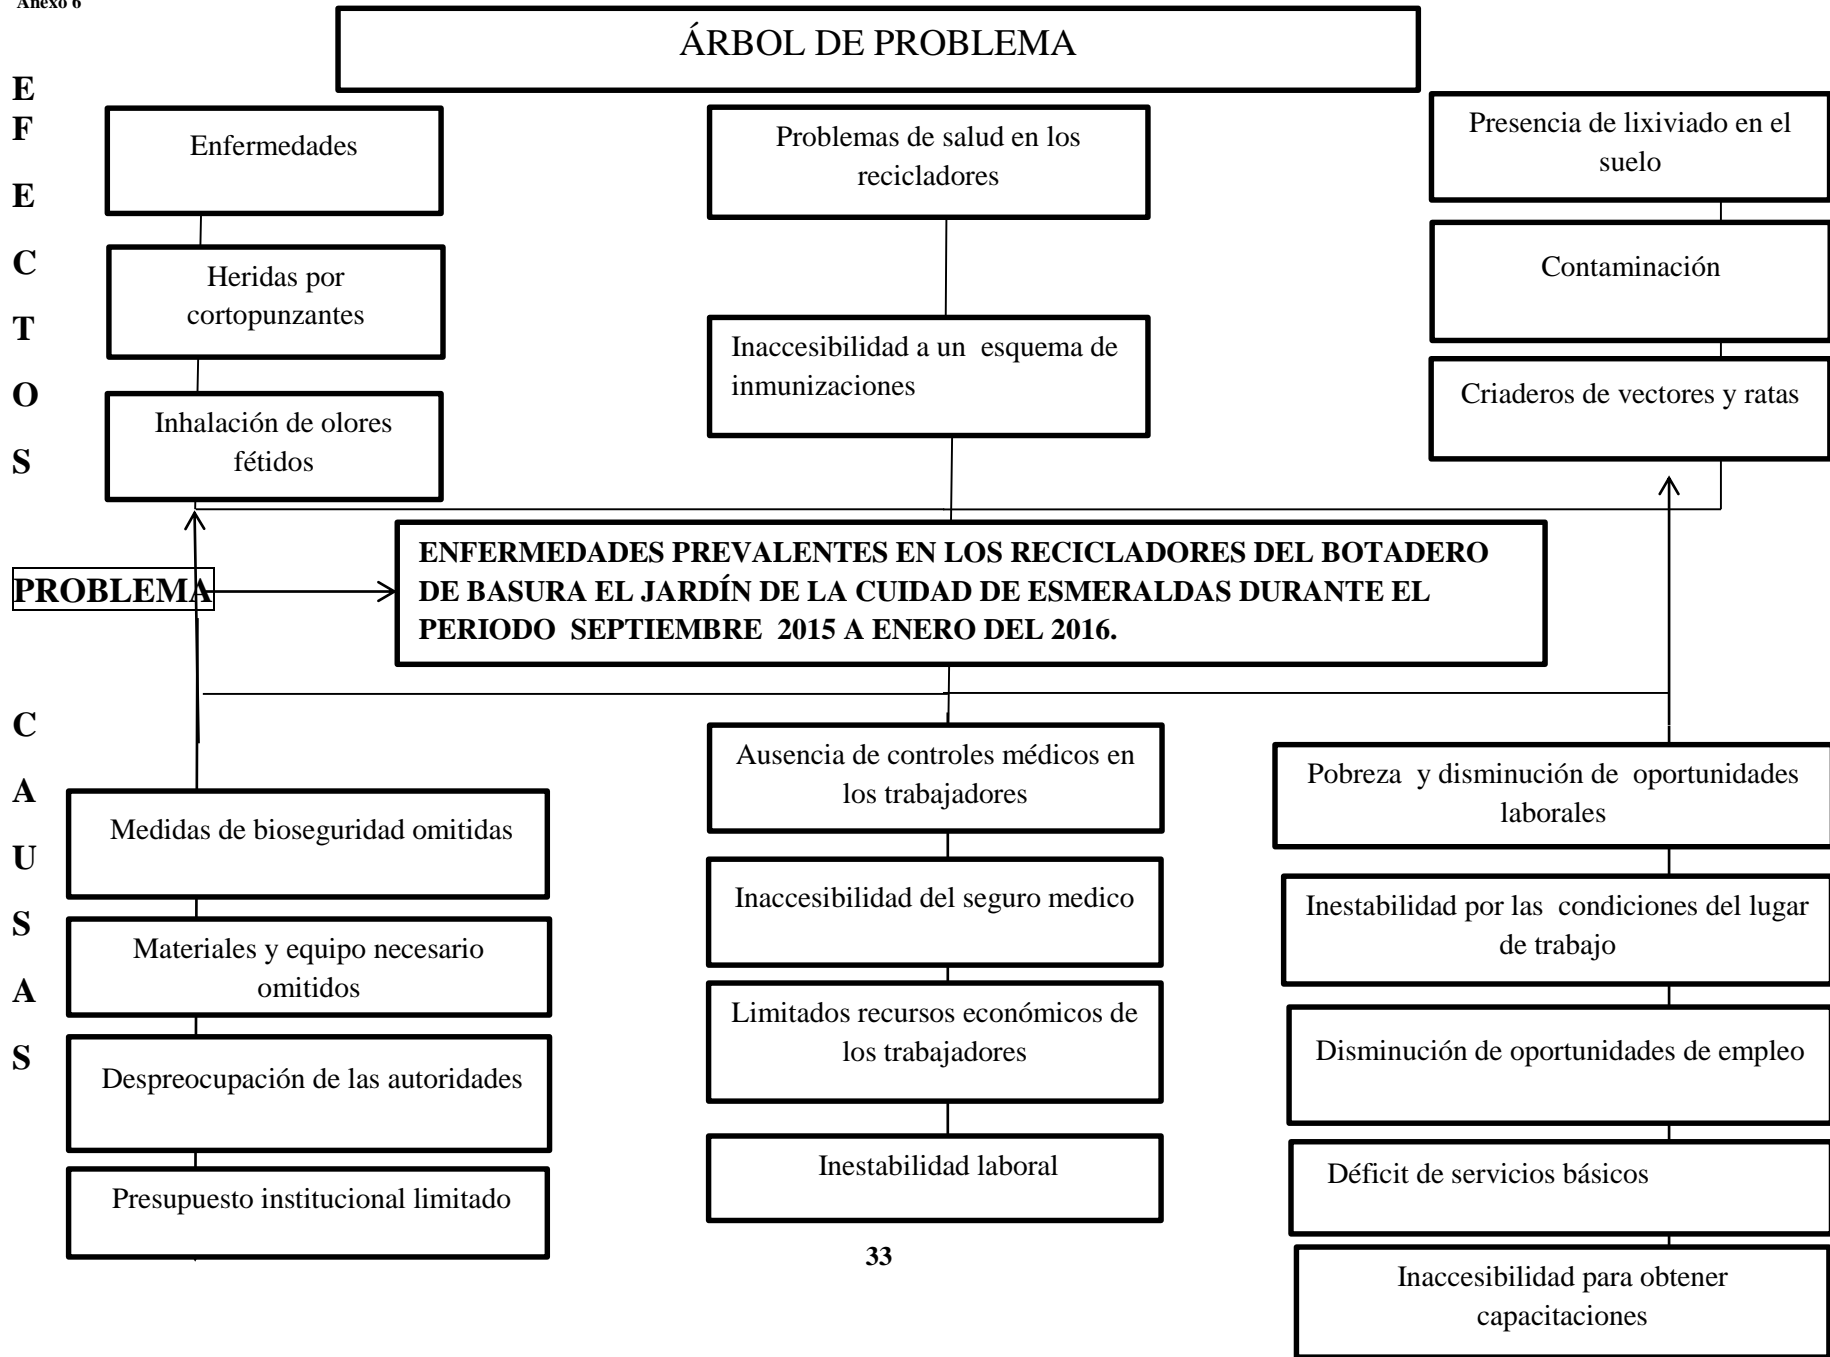 Anexo 6
ÁRBOL DE PROBLEMA
E
F
E
C
T
O
S
Enfermedades
Heridas por
cortopunzantes
Inhalación de olores
fétidos
Problemas de salud en los
recicladores
Inaccesibilidad a un esquema de
inmunizaciones
Presencia de lixiviado en el
suelo
Contaminación
Criaderos de vectores y ratas
PROBLEMA
ENFERMEDADES PREVALENTES EN LOS RECICLADORES DEL BOTADERO
DE BASURA EL JARDÍN DE LA CUIDAD DE ESMERALDAS DURANTE EL
PERIODO SEPTIEMBRE 2015 A ENERO DEL 2016.
C
A
U
S
A
S
Medidas de bioseguridad omitidas
Materiales y equipo necesario
omitidos
Despreocupación de las autoridades
Presupuesto institucional limitado
Ausencia de controles médicos en
los trabajadores
Inaccesibilidad del seguro medico
Limitados recursos económicos de
los trabajadores
Inestabilidad laboral
Pobreza y disminución de oportunidades
laborales
Inestabilidad por las condiciones del lugar
de trabajo
Disminución de oportunidades de empleo
Déficit de servicios básicos
Inaccesibilidad para obtener
capacitaciones
33